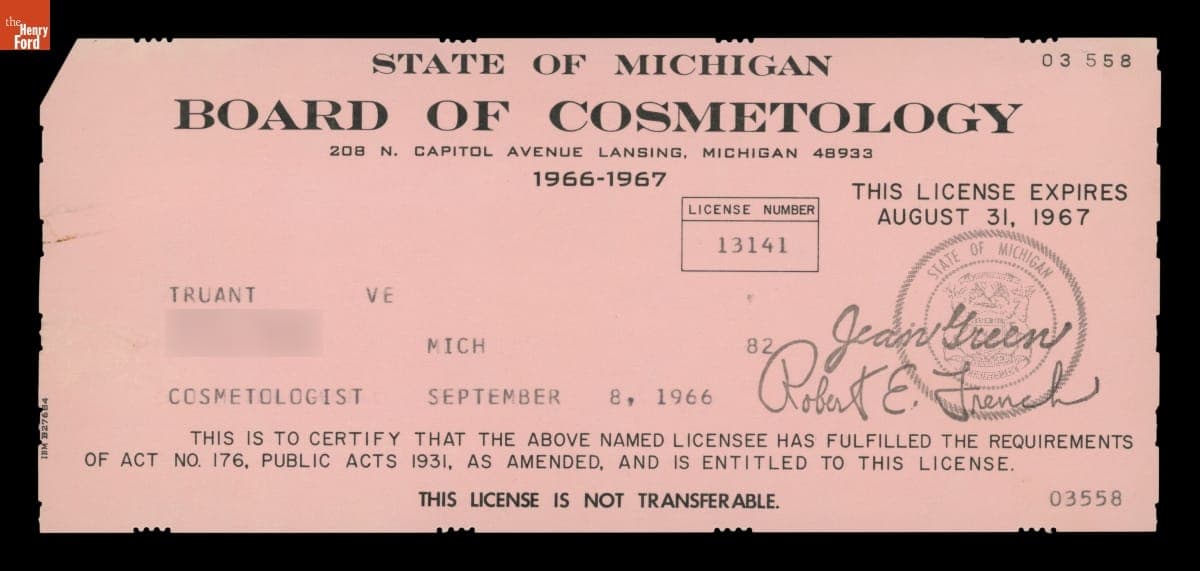 the
Henry
Ford
STATE OF MICHIGAN
03 558
BOARD OF COSMETOLOGY
208 N. CAPITOL AVENUE LANSING, MICHIGAN 48933
1966-1967
THIS LICENSE EXPIRES
AUGUST 31, 1967
LICENSE NUMBER
13141
STATE OF MICHIGAN
TRUANT VE
MICH 82
Jean Green
Robert E. French
COSMETOLOGIST SEPTEMBER 8, 1966
IBM B27684
THIS IS TO CERTIFY THAT THE ABOVE NAMED LICENSEE HAS FULFILLED THE REQUIREMENTS
OF ACT NO. 176, PUBLIC ACTS 1931, AS AMENDED, AND IS ENTITLED TO THIS LICENSE.
THIS LICENSE IS NOT TRANSFERABLE.
03558